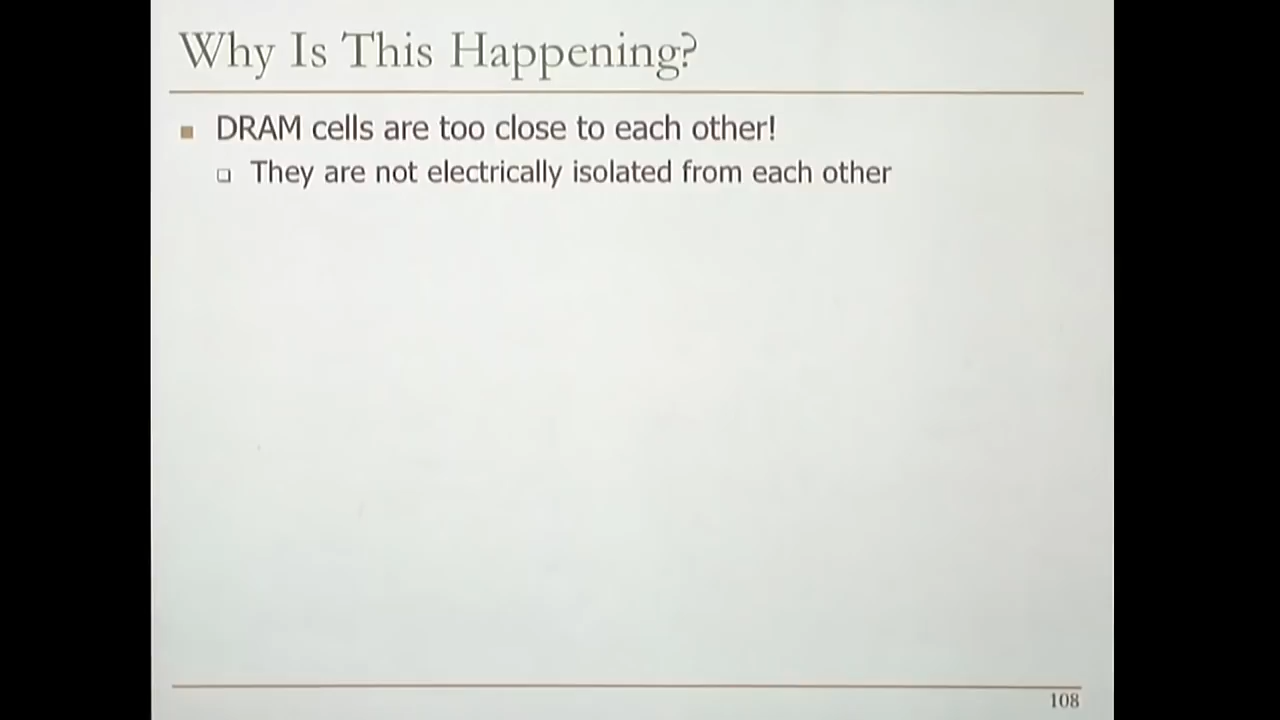 Why Is This Happening?
DRAM cells are too close to each other!
They are not electrically isolated from each other
108